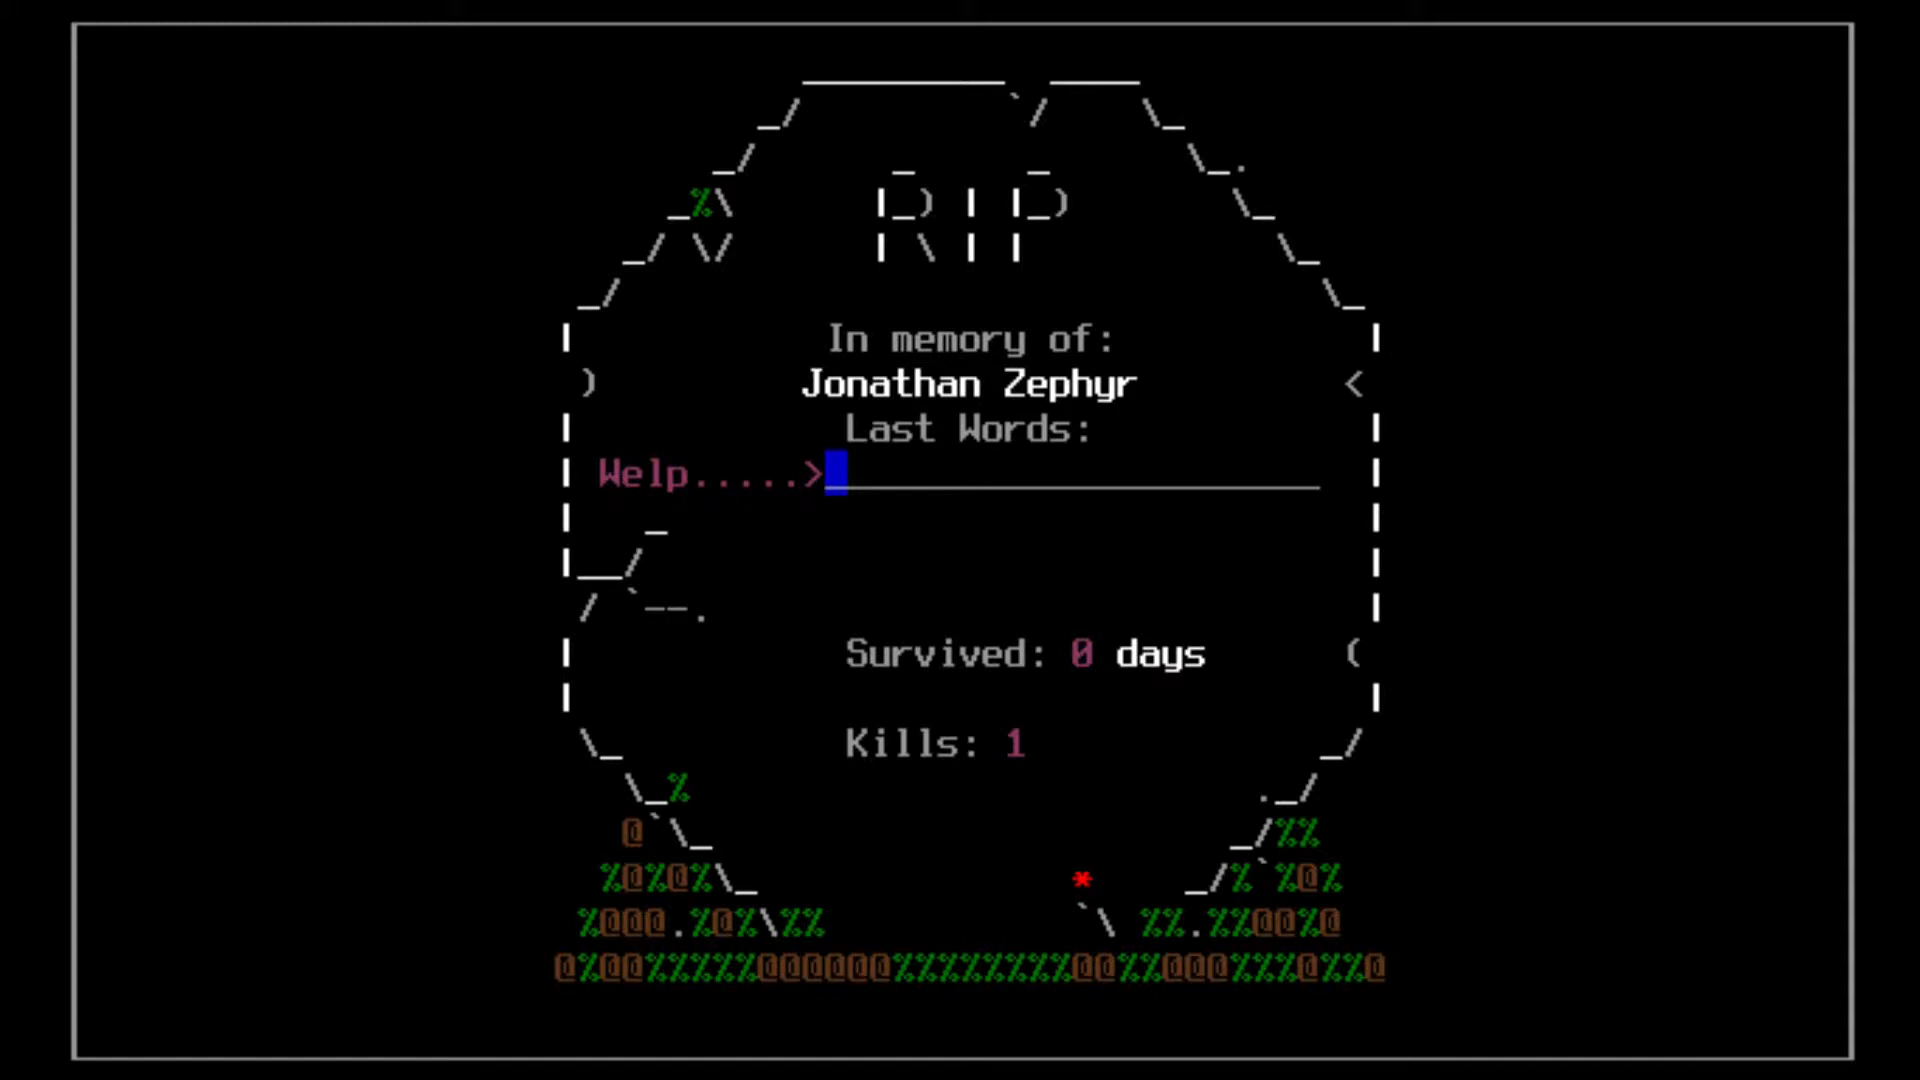 RIP
In memory of:
Jonathan Zephyr
Last Words:
Welp.....>
Survived: 0 days
Kills: 1